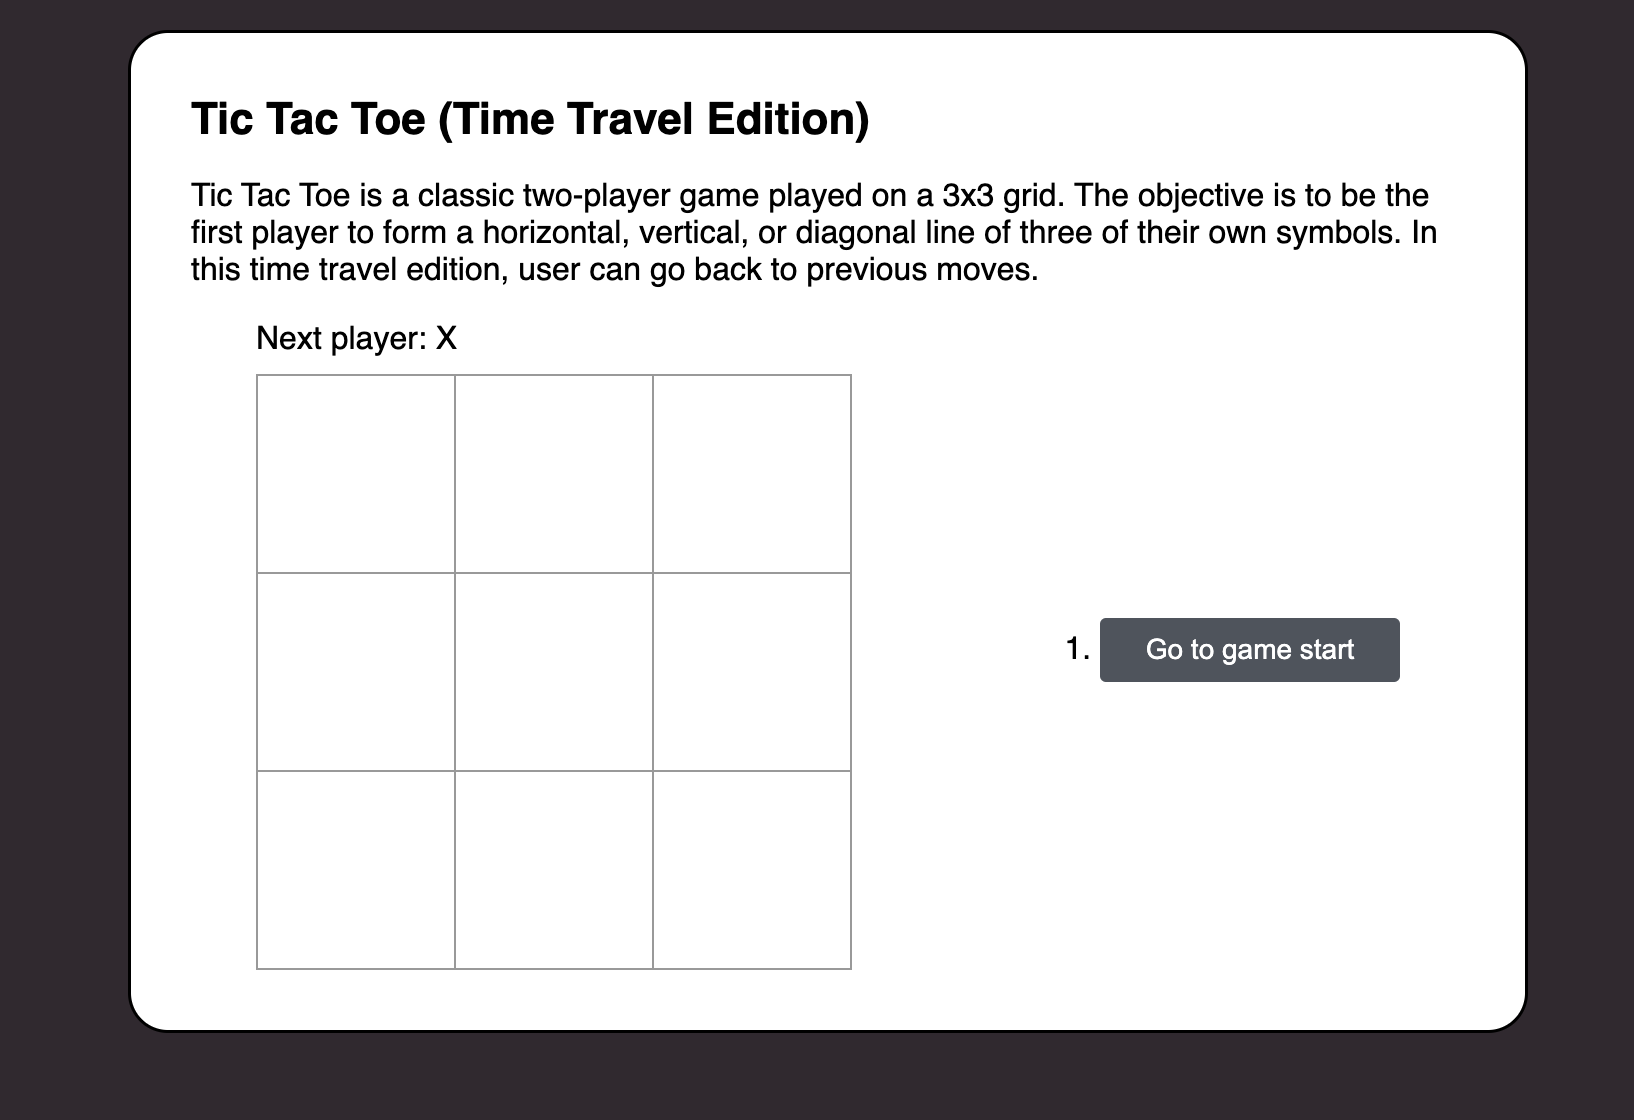 Tic Tac Toe (Time Travel Edition)
Tic Tac Toe is a classic two-player game played on a 3x3 grid. The objective is to be the
first player to form a horizontal, vertical, or diagonal line of three of their own symbols. In
this time travel edition, user can go back to previous moves.
Next player: X
1. Go to game start